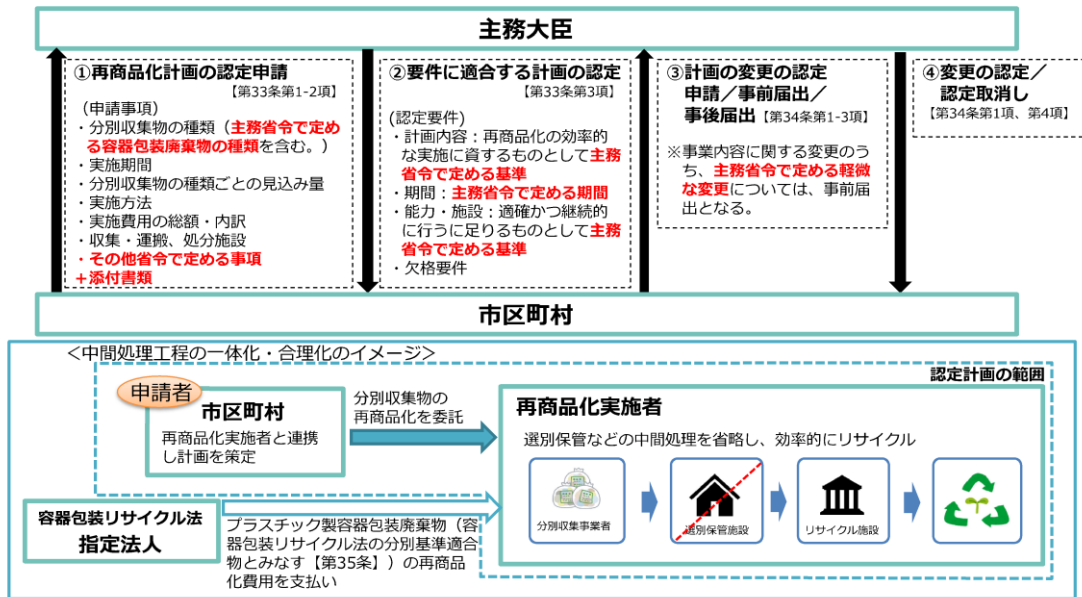 主務大臣
①再商品化計画の認定申請
【第33条第1-2項】
(申請事項)
・分別収集物の種類（主務省令で定め
る容器包装廃棄物の種類を含む。）
・実施期間
・分別収集物の種類ごとの見込み量
・実施方法
・実施費用の総額・内訳
・収集・運搬、処分施設
・その他省令で定める事項
＋添付書類
②要件に適合する計画の認定
【第33条第3項】
(認定要件)
・計画内容：再商品化の効率的
な実施に資するものとして主務
省令で定める基準
・期間：主務省令で定める期間
・能力・施設：適確かつ継続的
に行うに足りるものとして主務
省令で定める基準
・欠格要件
③計画の変更の認定
申請／事前届出／
事後届出【第34条第1-3項】
※事業内容に関する変更のう
ち、主務省令で定める軽微
な変更については、事前届
出となる。
④変更の認定／
認定取消し
【第34条第1項、第4項】
市区町村
＜中間処理工程の一体化・合理化のイメージ＞
認定計画の範囲
申請者
市区町村
再商品化実施者と連携
し計画を策定
分別収集物の
再商品化を委託
再商品化実施者
選別保管などの中間処理を省略し、効率的にリサイクル
分別収集事業者
選別保管施設
リサイクル施設
容器包装リサイクル法
指定法人
プラスチック製容器包装廃棄物（容
器包装リサイクル法の分別基準適合
物とみなす【第35条】）の再商品
化費用を支払い